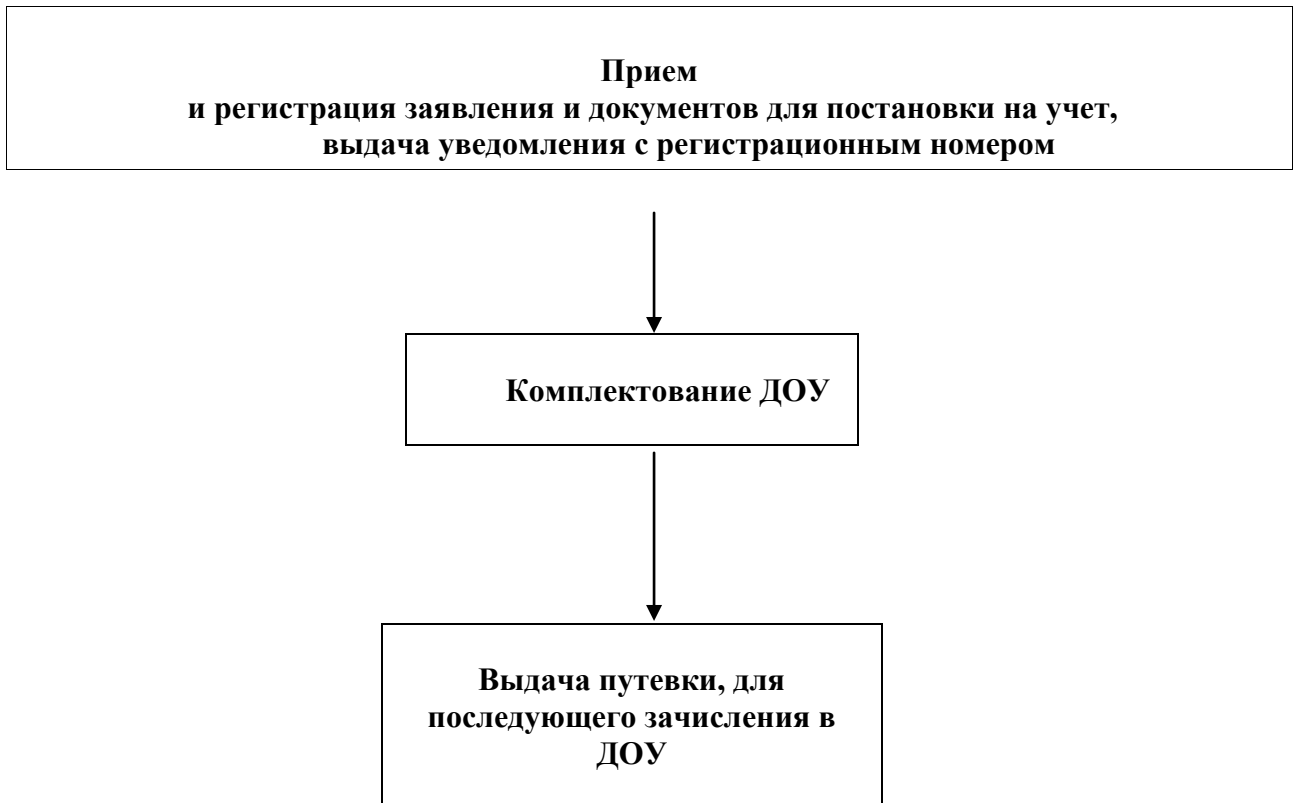 Прием
и регистрация заявления и документов для постановки на учет,
выдача уведомления с регистрационным номером
Комплектование ДОУ
Выдача путевки, для
последующего зачисления в
ДОУ